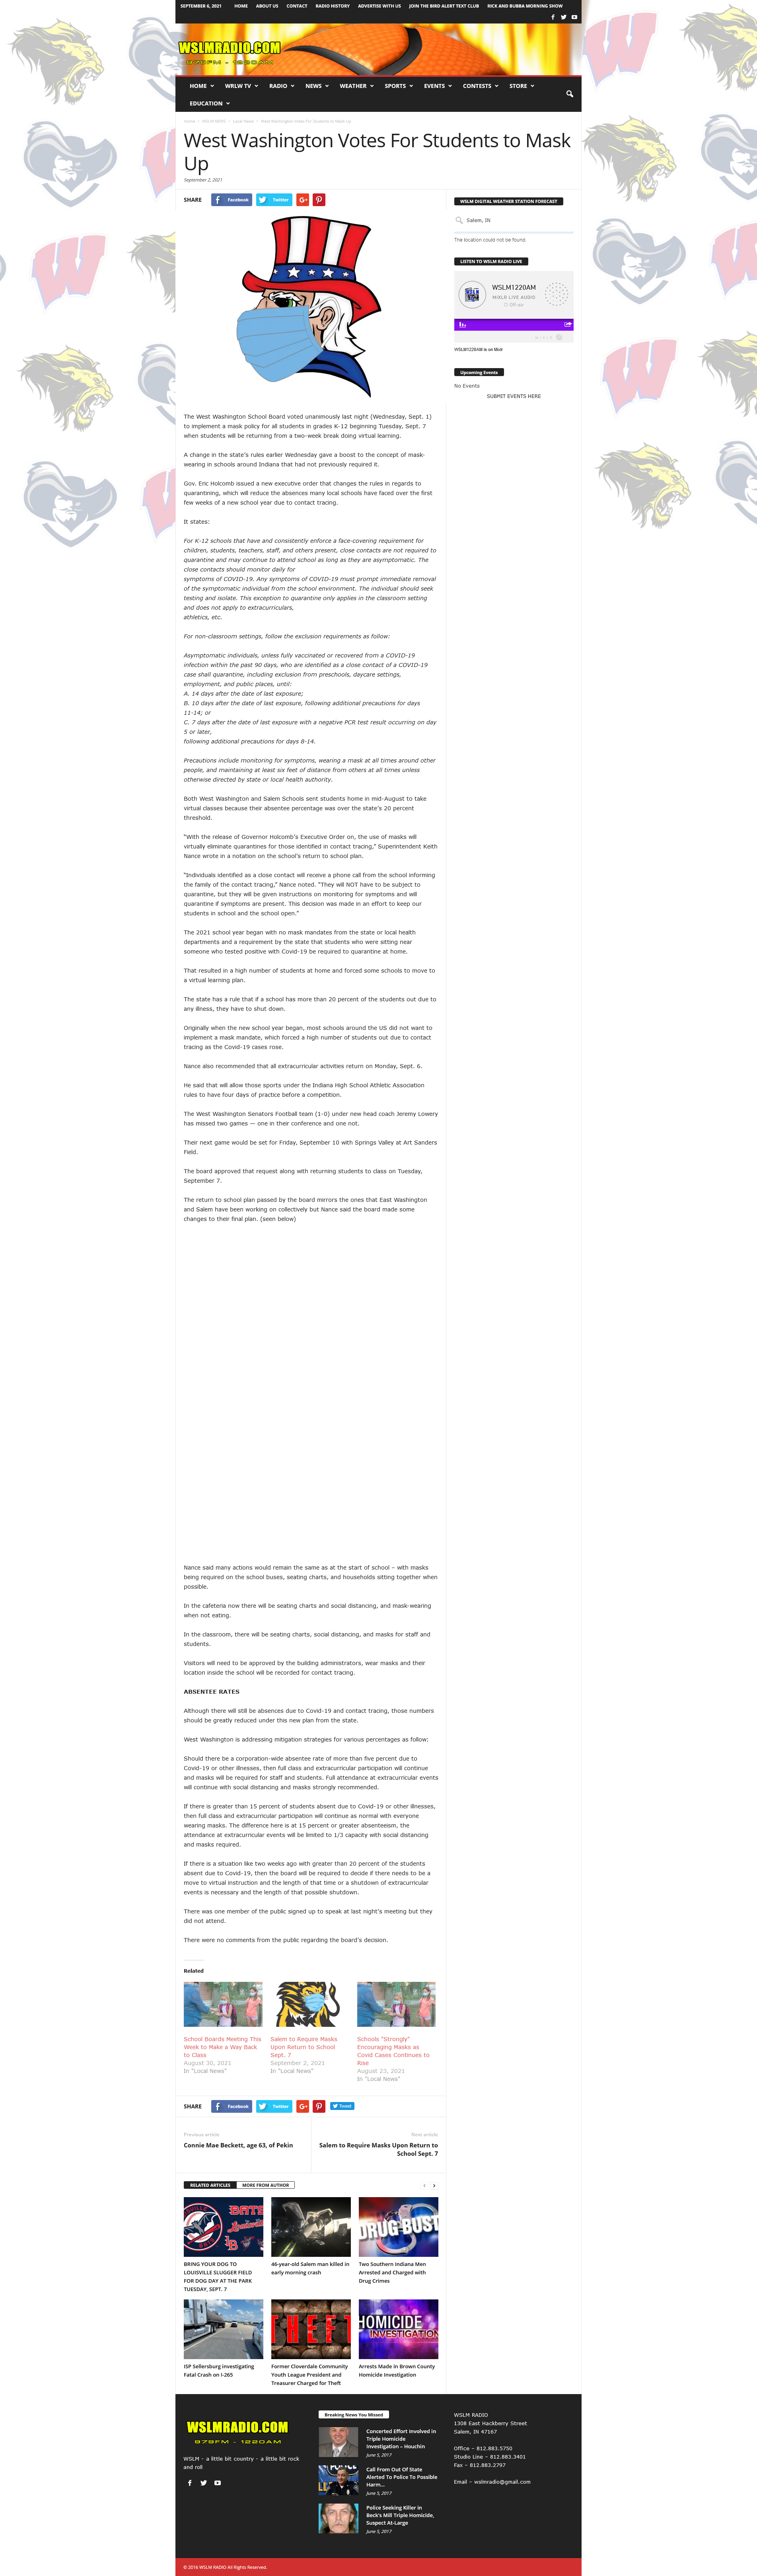 SEPTEMBER 6, 2021 HOME ABOUT US CONTACT RADIO HISTORY ADVERTISE WITH US JOIN THE BIRD ALERT TEXT CLUB RICK AND BUBBA MORNING SHOW
WSLMRADIO.COM
97.9FM - 1220AM
HOME WRLW TV RADIO NEWS WEATHER SPORTS EVENTS CONTESTS STORE
EDUCATION
Home WSLM NEWS Local News West Washington Votes For Students to Mask Up
West Washington Votes For Students to Mask
Up
September 2, 2021
SHARE Facebook Twitter
The West Washington School Board voted unanimously last night (Wednesday, Sept. 1)
to implement a mask policy for all students in grades K-12 beginning Tuesday, Sept. 7
when students will be returning from a two-week break doing virtual learning.
A change in the state's rules earlier Wednesday gave a boost to the concept of mask-
wearing in schools around Indiana that had not previously required it.
Gov. Eric Holcomb issued a new executive order that changes the rules in regards to
quarantining, which will reduce the absences many local schools have faced over the first
few weeks of a new school year due to contact tracing.
It states:
For K-12 schools that have and consistently enforce a face-covering requirement for
children, students, teachers, staff, and others present, close contacts are not required to
quarantine and may continue to attend school as long as they are asymptomatic. The
close contacts should monitor daily for
symptoms of COVID-19. Any symptoms of COVID-19 must prompt immediate removal
of the symptomatic individual from the school environment. The individual should seek
testing and isolate. This exception to quarantine only applies in the classroom setting
and does not apply to extracurriculars,
athletics, etc.
For non-classroom settings, follow the exclusion requirements as follow:
Asymptomatic individuals, unless fully vaccinated or recovered from a COVID-19
infection within the past 90 days, who are identified as a close contact of a COVID-19
case shall quarantine, including exclusion from preschools, daycare settings,
employment, and public places, until:
A. 14 days after the date of last exposure;
B. 10 days after the date of last exposure, following additional precautions for days
11-14; or
C. 7 days after the date of last exposure with a negative PCR test result occurring on day
5 or later,
following additional precautions for days 8-14.
Precautions include monitoring for symptoms, wearing a mask at all times around other
people, and maintaining at least six feet of distance from others at all times unless
otherwise directed by state or local health authority.
Both West Washington and Salem Schools sent students home in mid-August to take
virtual classes because their absentee percentage was over the state's 20 percent
threshold.
"With the release of Governor Holcomb's Executive Order on, the use of masks will
virtually eliminate quarantines for those identified in contact tracing," Superintendent Keith
Nance wrote in a notation on the school's return to school plan.
"Individuals identified as a close contact will receive a phone call from the school informing
the family of the contact tracing," Nance noted. "They will NOT have to be subject to
quarantine, but they will be given instructions on monitoring for symptoms and will
quarantine if symptoms are present. This decision was made in an effort to keep our
students in school and the school open."
The 2021 school year began with no mask mandates from the state or local health
departments and a requirement by the state that students who were sitting near
someone who tested positive with Covid-19 be required to quarantine at home.
That resulted in a high number of students at home and forced some schools to move to
a virtual learning plan.
The state has a rule that if a school has more than 20 percent of the students out due to
any illness, they have to shut down.
Originally when the new school year began, most schools around the US did not want to
implement a mask mandate, which forced a high number of students out due to contact
tracing as the Covid-19 cases rose.
Nance also recommended that all extracurricular activities return on Monday, Sept. 6.
He said that will allow those sports under the Indiana High School Athletic Association
rules to have four days of practice before a competition.
The West Washington Senators Football team (1-0) under new head coach Jeremy Lowery
has missed two games — one in their conference and one not.
Their next game would be set for Friday, September 10 with Springs Valley at Art Sanders
Field.
The board approved that request along with returning students to class on Tuesday,
September 7.
The return to school plan passed by the board mirrors the ones that East Washington
and Salem have been working on collectively but Nance said the board made some
changes to their final plan. (seen below)
Nance said many actions would remain the same as at the start of school – with masks
being required on the school buses, seating charts, and households sitting together when
possible.
In the cafeteria now there will be seating charts and social distancing, and mask-wearing
when not eating.
In the classroom, there will be seating charts, social distancing, and masks for staff and
students.
Visitors will need to be approved by the building administrators, wear masks and their
location inside the school will be recorded for contact tracing.
ABSENTEE RATES
Although there will still be absences due to Covid-19 and contact tracing, those numbers
should be greatly reduced under this new plan from the state.
West Washington is addressing mitigation strategies for various percentages as follow:
Should there be a corporation-wide absentee rate of more than five percent due to
Covid-19 or other illnesses, then full class and extracurricular participation will continue
and masks will be required for staff and students. Full attendance at extracurricular events
will continue with social distancing and masks strongly recommended.
If there is greater than 15 percent of students absent due to Covid-19 or other illnesses,
then full class and extracurricular participation will continue as normal with everyone
wearing masks. The difference here is at 15 percent or greater absenteeism, the
attendance at extracurricular events will be limited to 1/3 capacity with social distancing
and masks required.
If there is a situation like two weeks ago with greater than 20 percent of the students
absent due to Covid-19, then the board will be required to decide if there needs to be a
move to virtual instruction and the length of that time or a shutdown of extracurricular
events is necessary and the length of that possible shutdown.
There was one member of the public signed up to speak at last night's meeting but they
did not attend.
There were no comments from the public regarding the board's decision.
Related
School Boards Meeting This
Week to Make a Way Back
to Class
August 30, 2021
In "Local News"
Salem to Require Masks
Upon Return to School
Sept. 7
September 2, 2021
In "Local News"
Schools "Strongly"
Encouraging Masks as
Covid Cases Continues to
Rise
August 23, 2021
In "Local News"
SHARE Facebook Twitter Tweet
Previous article
Connie Mae Beckett, age 63, of Pekin
Next article
Salem to Require Masks Upon Return to
School Sept. 7
RELATED ARTICLES MORE FROM AUTHOR
BATS
DRUG BUST
BRING YOUR DOG TO
LOUISVILLE SLUGGER FIELD
FOR DOG DAY AT THE PARK
TUESDAY, SEPT. 7
46-year-old Salem man killed in
early morning crash
Two Southern Indiana Men
Arrested and Charged with
Drug Crimes
THEFT
HOMICIDE
INVESTIGATION
ISP Sellersburg investigating
Fatal Crash on I-265
Former Cloverdale Community
Youth League President and
Treasurer Charged for Theft
Arrests Made in Brown County
Homicide Investigation
WSLM DIGITAL WEATHER STATION FORECAST
Salem, IN
The location could not be found.
LISTEN TO WSLM RADIO LIVE
WSLM1220AM
MIXLR LIVE AUDIO
Off air
MIXLR
WSLM1220AM is on Mixlr
Upcoming Events
No Events
SUBMIT EVENTS HERE
WSLMRADIO.COM
97.9FM - 1220AM
WSLM - a little bit country - a little bit rock
and roll
Breaking News You Missed
Concerted Effort Involved in
Triple Homicide
Investigation – Houchin
June 5, 2017
Call From Out Of State
Alerted To Police To Possible
Harm...
June 5, 2017
Police Seeking Killer in
Beck's Mill Triple Homicide,
Suspect At-Large
June 5, 2017
WSLM RADIO
1308 East Hackberry Street
Salem, IN 47167
Office – 812.883.5750
Studio Line – 812.883.3401
Fax – 812.883.2797
Email – wslmradio@gmail.com
© 2016 WSLM RADIO All Rights Reserved.